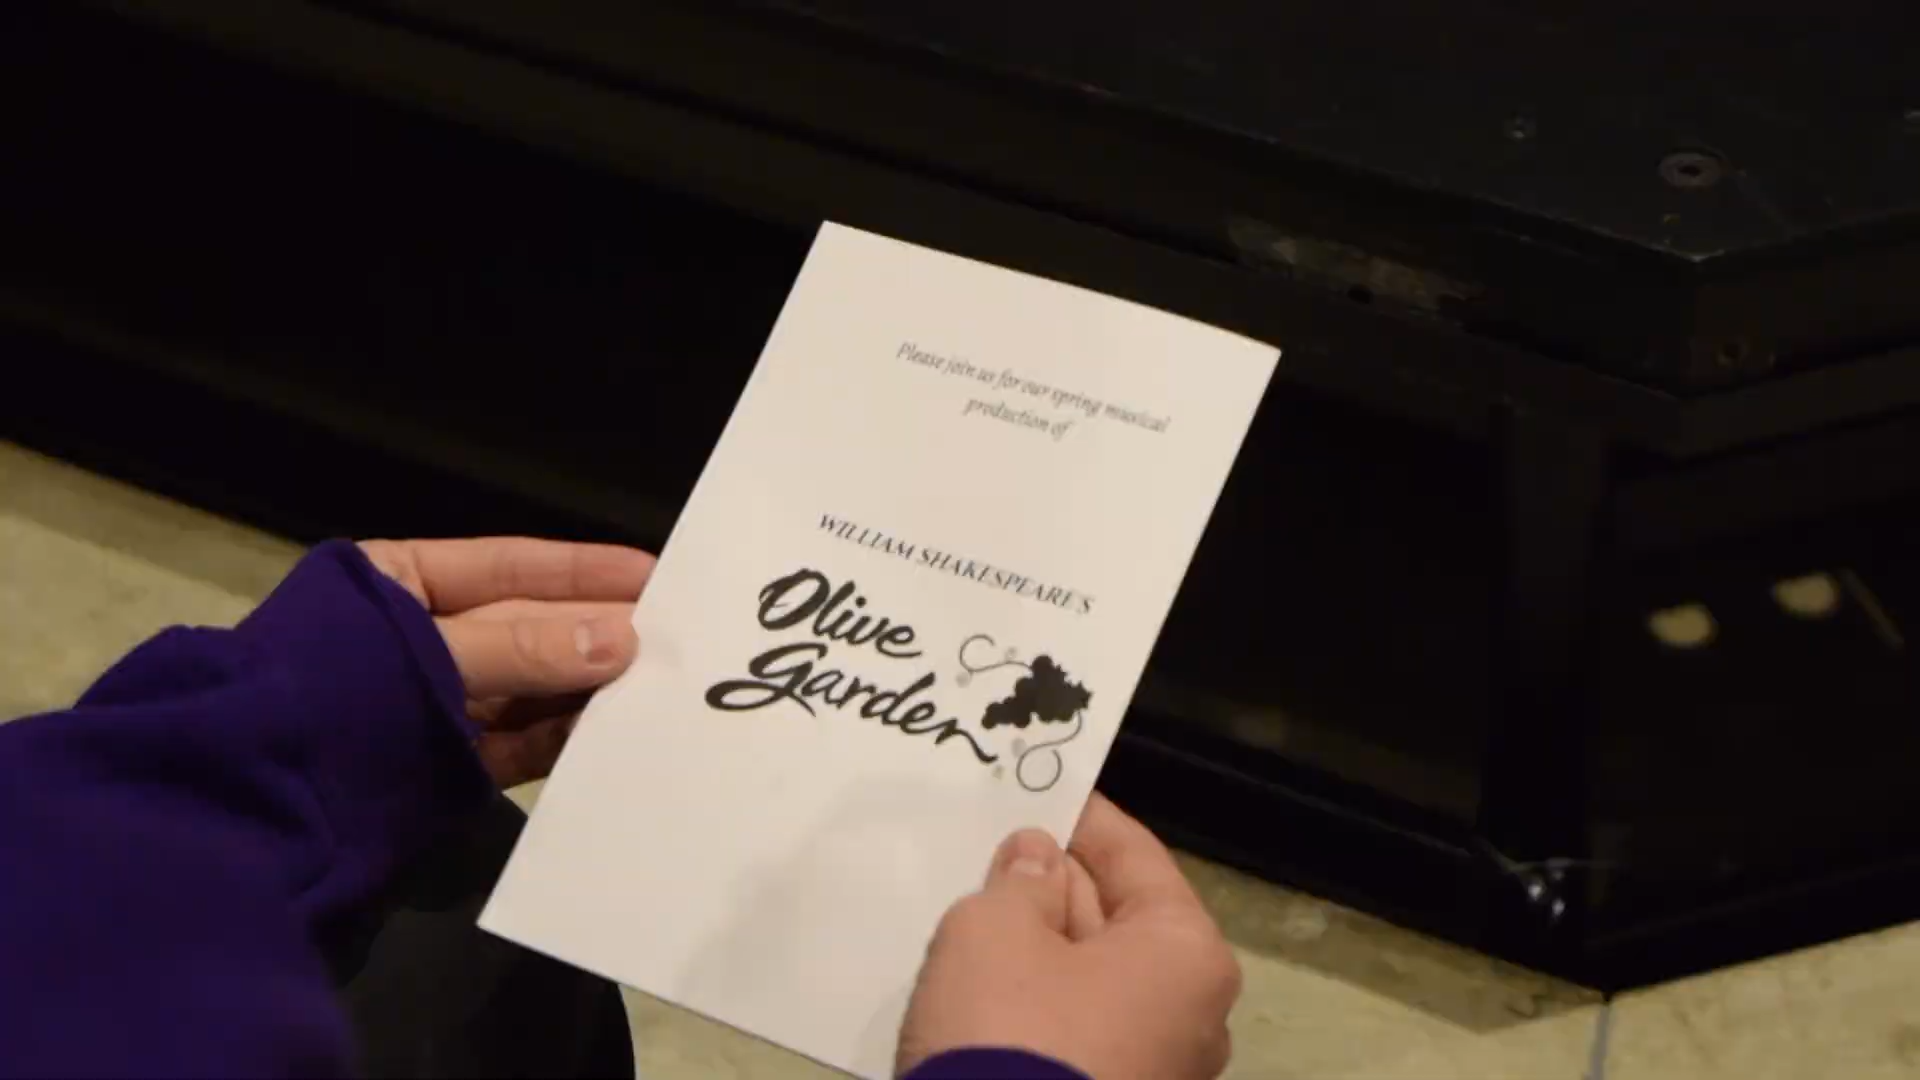 Please join us for our spring musical
production of
WILLIAM SHAKESPEARE'S
Olive
Garden